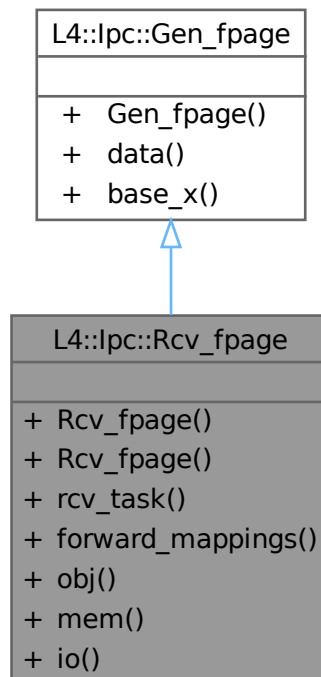 L4::Ipc::Gen_fpage
+ Gen_fpage()
+ data()
+ base_x()
L4::Ipc::Rcv_fpage
+ Rcv_fpage()
+ Rcv_fpage()
+ rcv_task()
+ forward_mappings()
+ obj()
+ mem()
+ io()